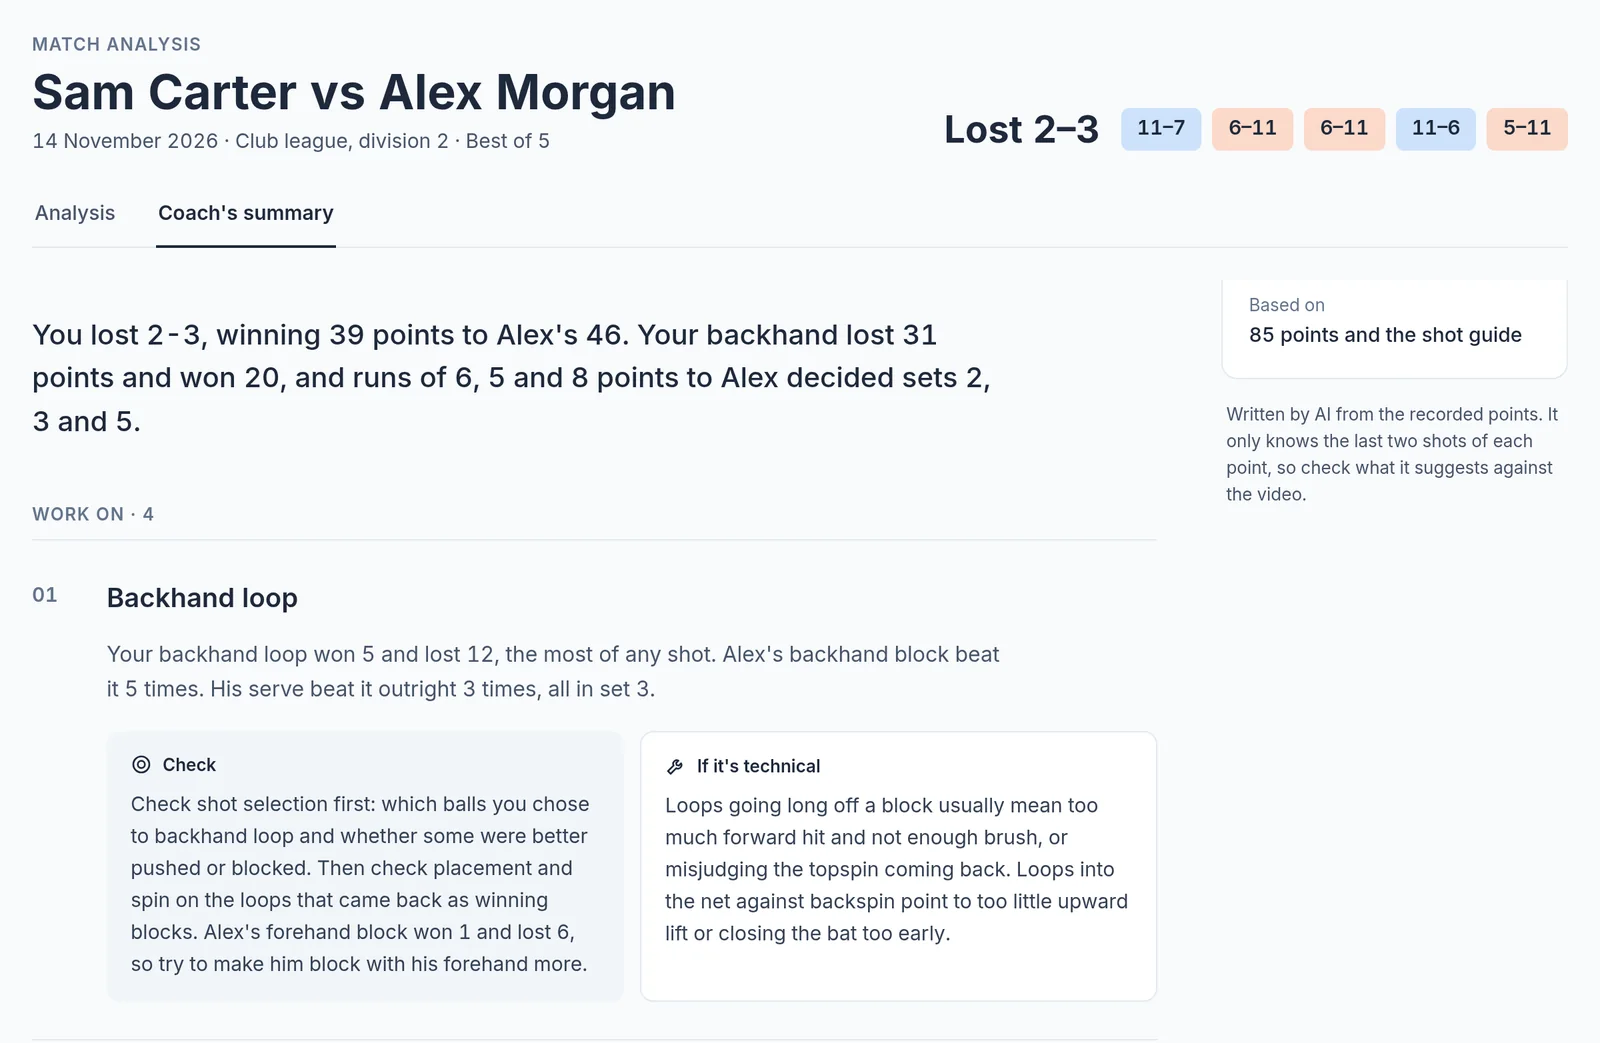 MATCH ANALYSIS
Sam Carter vs Alex Morgan
14 November 2026 · Club league, division 2 · Best of 5
Lost 2–3 11–7 6–11 6–11 11–6 5–11
Analysis Coach's summary
You lost 2-3, winning 39 points to Alex's 46. Your backhand lost 31
points and won 20, and runs of 6, 5 and 8 points to Alex decided sets 2,
3 and 5.
Based on
85 points and the shot guide
Written by AI from the recorded points. It
only knows the last two shots of each
point, so check what it suggests against
the video.
WORK ON · 4
01 Backhand loop
Your backhand loop won 5 and lost 12, the most of any shot. Alex's backhand block beat
it 5 times. His serve beat it outright 3 times, all in set 3.
Check
Check shot selection first: which balls you chose
to backhand loop and whether some were better
pushed or blocked. Then check placement and
spin on the loops that came back as winning
blocks. Alex's forehand block won 1 and lost 6,
so try to make him block with his forehand more.
If it's technical
Loops going long off a block usually mean too
much forward hit and not enough brush, or
misjudging the topspin coming back. Loops into
the net against backspin point to too little upward
lift or closing the bat too early.